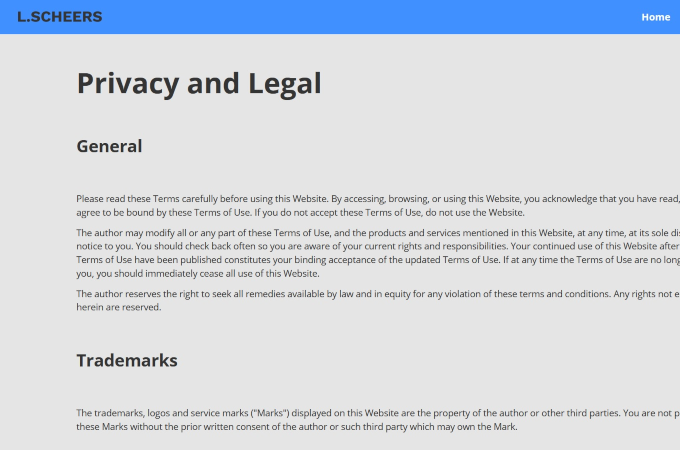 L.SCHEERS
Home
Privacy and Legal
General
Please read these Terms carefully before using this Website. By accessing, browsing, or using this Website, you acknowledge that you have read,
agree to be bound by these Terms of Use. If you do not accept these Terms of Use, do not use the Website.
The author may modify all or any part of these Terms of Use, and the products and services mentioned in this Website, at any time, at its sole dis
notice to you. You should check back often so you are aware of your current rights and responsibilities. Your continued use of this Website after
Terms of Use have been published constitutes your binding acceptance of the updated Terms of Use. If at any time the Terms of Use are no long
you, you should immediately cease all use of this Website.
The author reserves the right to seek all remedies available by law and in equity for any violation of these terms and conditions. Any rights not e
herein are reserved.
Trademarks
The trademarks, logos and service marks ("Marks") displayed on this Website are the property of the author or other third parties. You are not p
these Marks without the prior written consent of the author or such third party which may own the Mark.